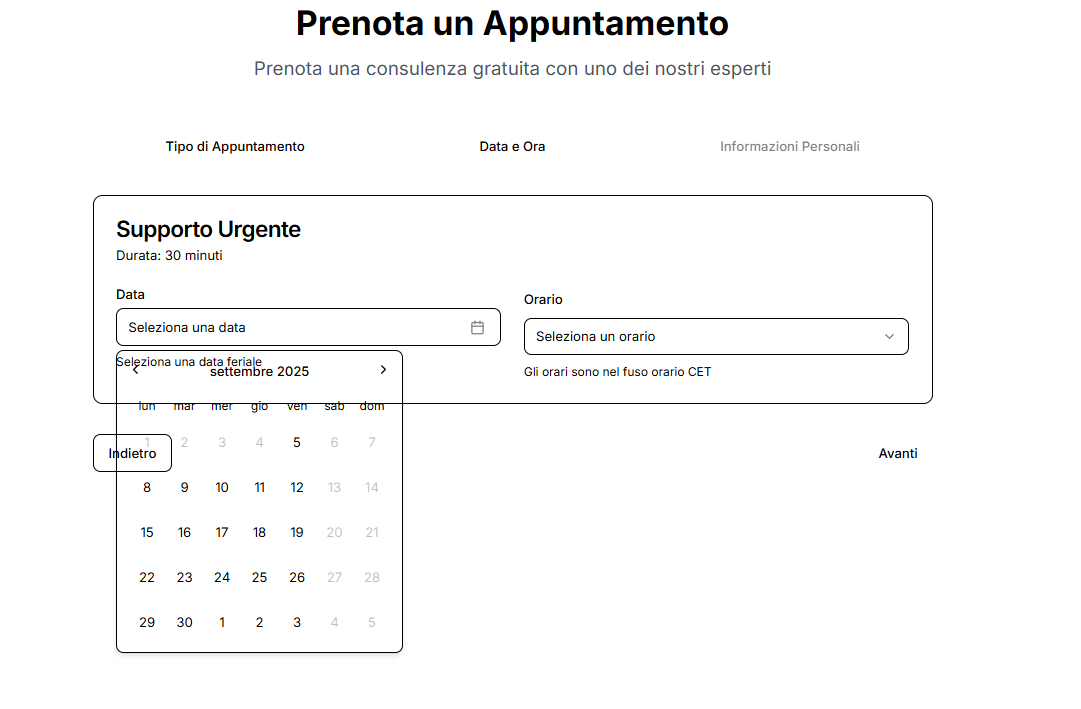 Prenota un Appuntamento
Prenota una consulenza gratuita con uno dei nostri esperti
Tipo di Appuntamento Data e Ora Informazioni Personali
Supporto Urgente
Durata: 30 minuti
Data
Orario
Seleziona una data
Seleziona un orario
Seleziona una data feriale
settembre 2025
Gli orari sono nel fuso orario CET
lun mar mer gio ven sab dom
1 2 3 4 5 6 7
Indietro
Avanti
8 9 10 11 12 13 14
15 16 17 18 19 20 21
22 23 24 25 26 27 28
29 30 1 2 3 4 5